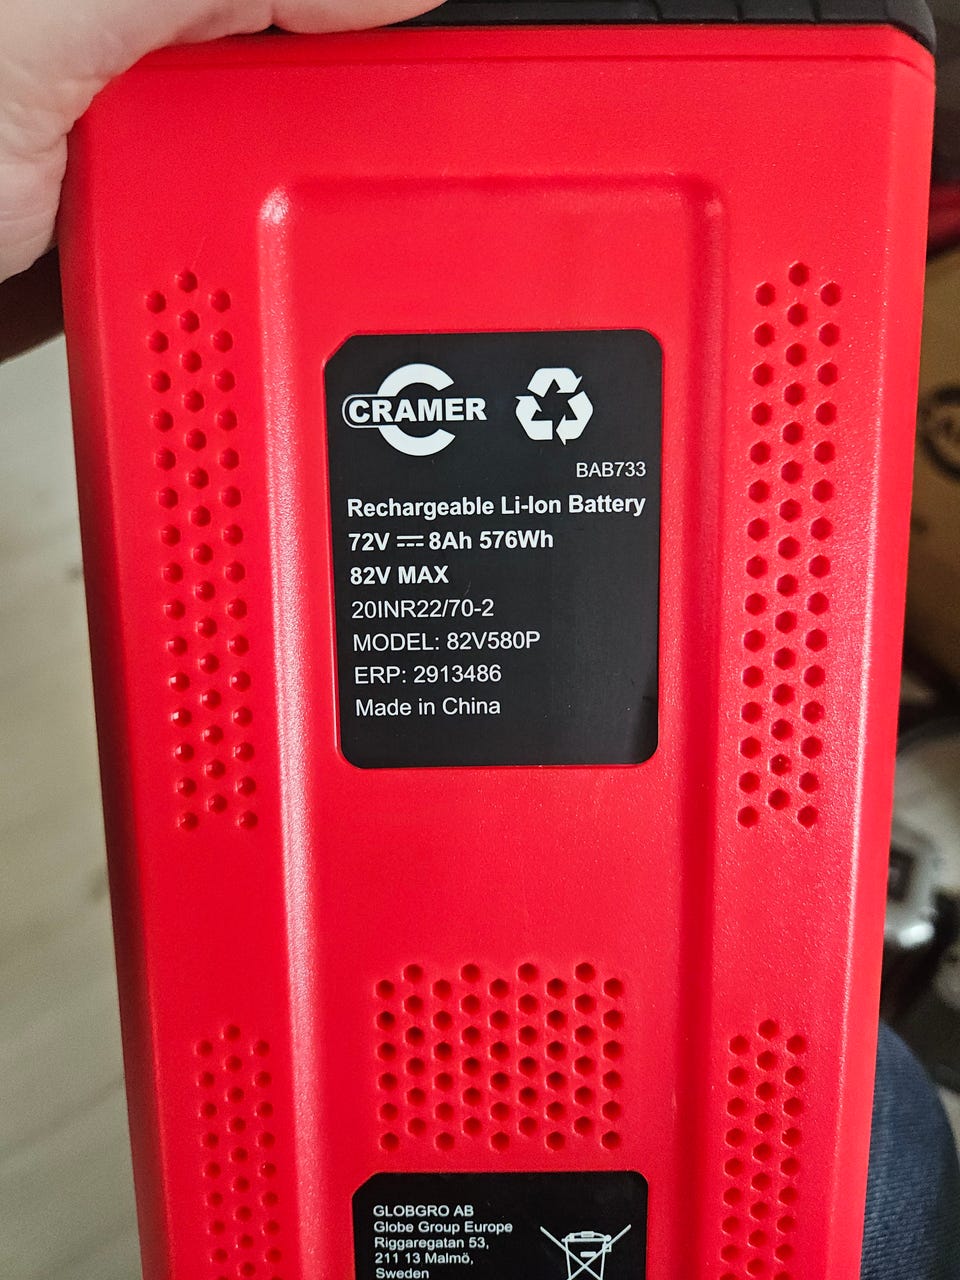 CRAMER
BAB733
Rechargeable Li-Ion Battery
72V ⎓ 8Ah 576Wh
82V MAX
20INR22/70-2
MODEL: 82V580P
ERP: 2913486
Made in China
GLOBGRO AB
Globe Group Europe
Riggaregatan 53,
211 13 Malmö,
Sweden